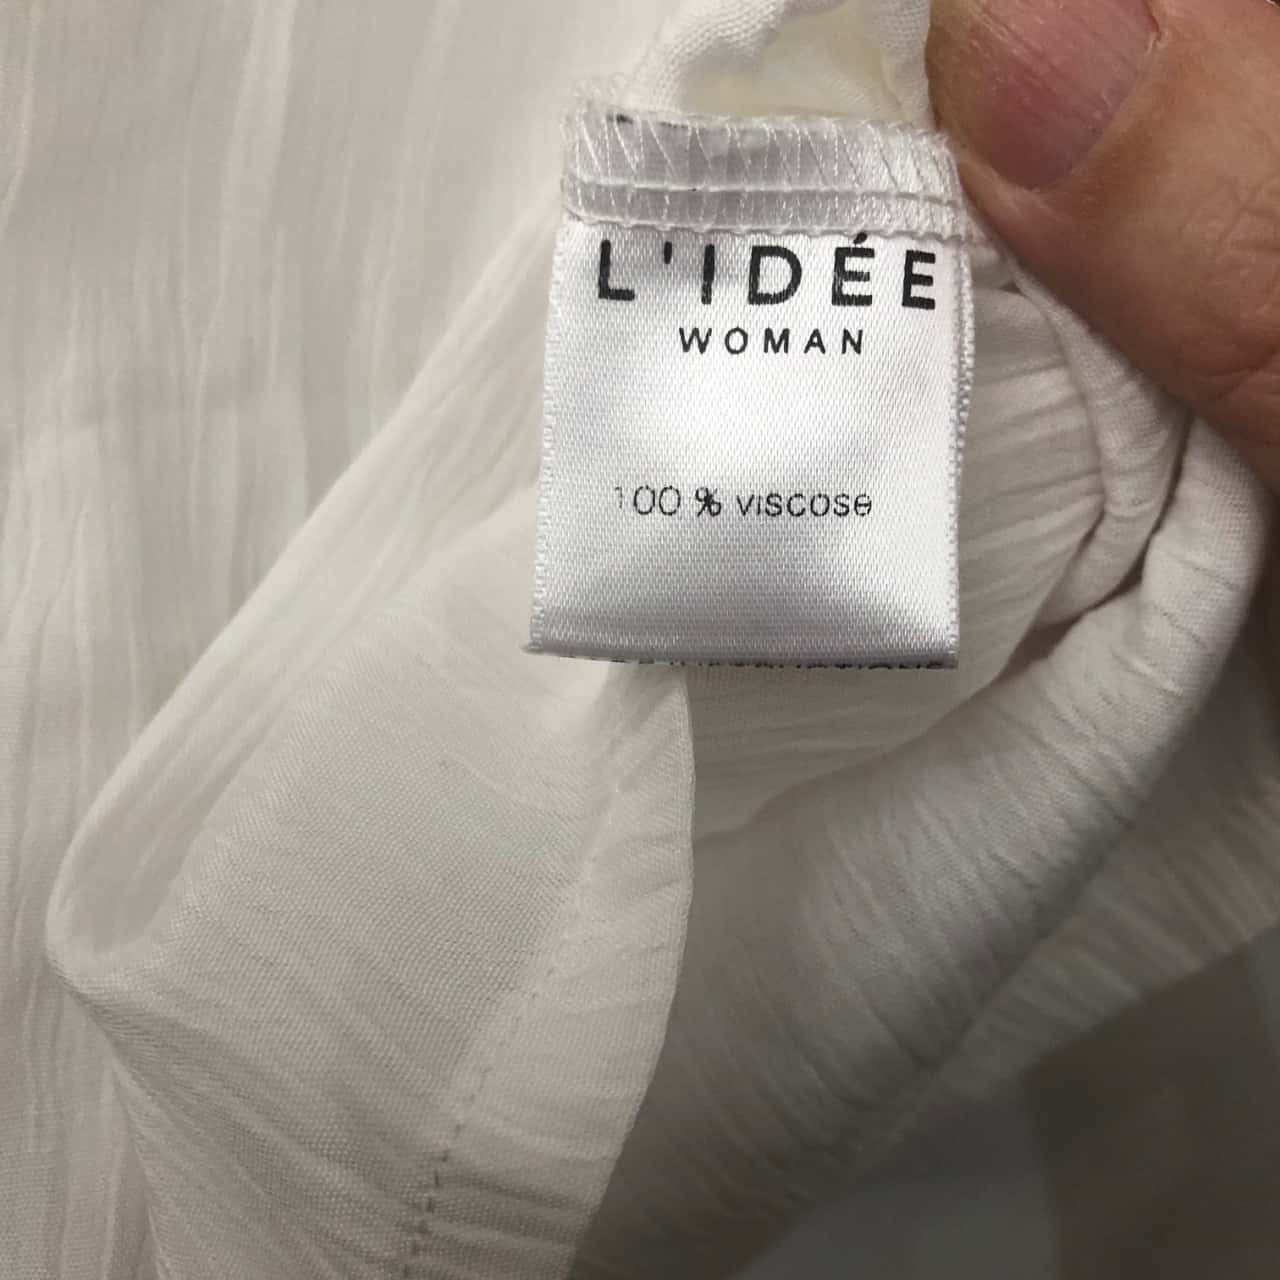 L'IDÉE
WOMAN
100 % viscose